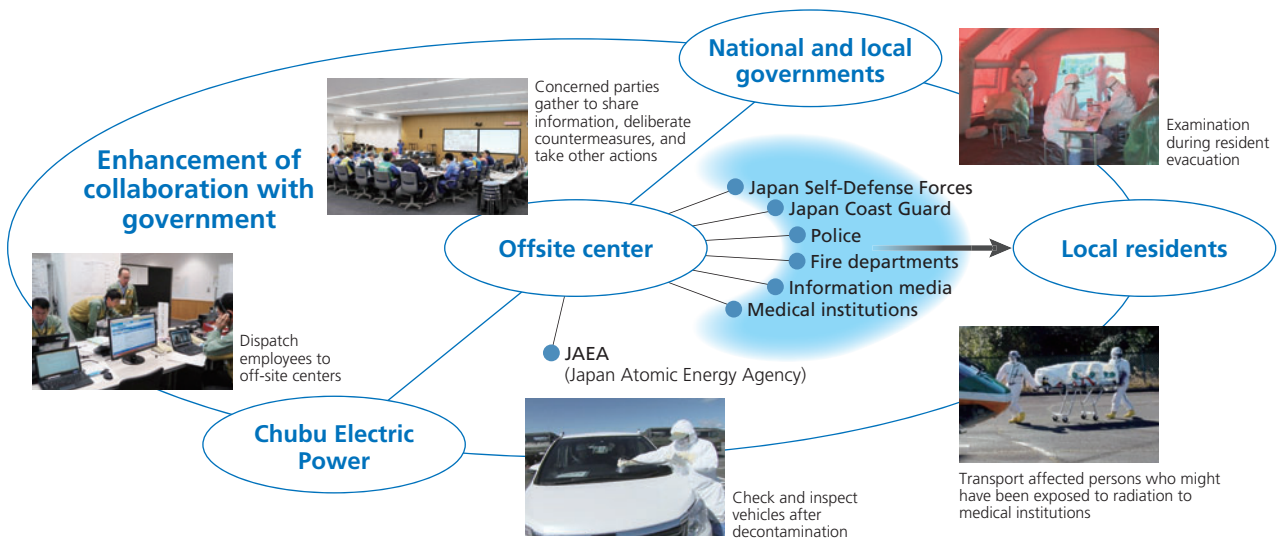 National and local
governments
Concerned parties
gather to share
information, deliberate
countermeasures, and
take other actions
Examination
during resident
evacuation
Enhancement of
collaboration with
government
Japan Self-Defense Forces
Japan Coast Guard
Police
Fire departments
Information media
Medical institutions
Offsite center
Local residents
Dispatch
employees to
off-site centers
JAEA
(Japan Atomic Energy Agency)
Chubu Electric
Power
Check and inspect
vehicles after
decontamination
Transport affected persons who might
have been exposed to radiation to
medical institutions